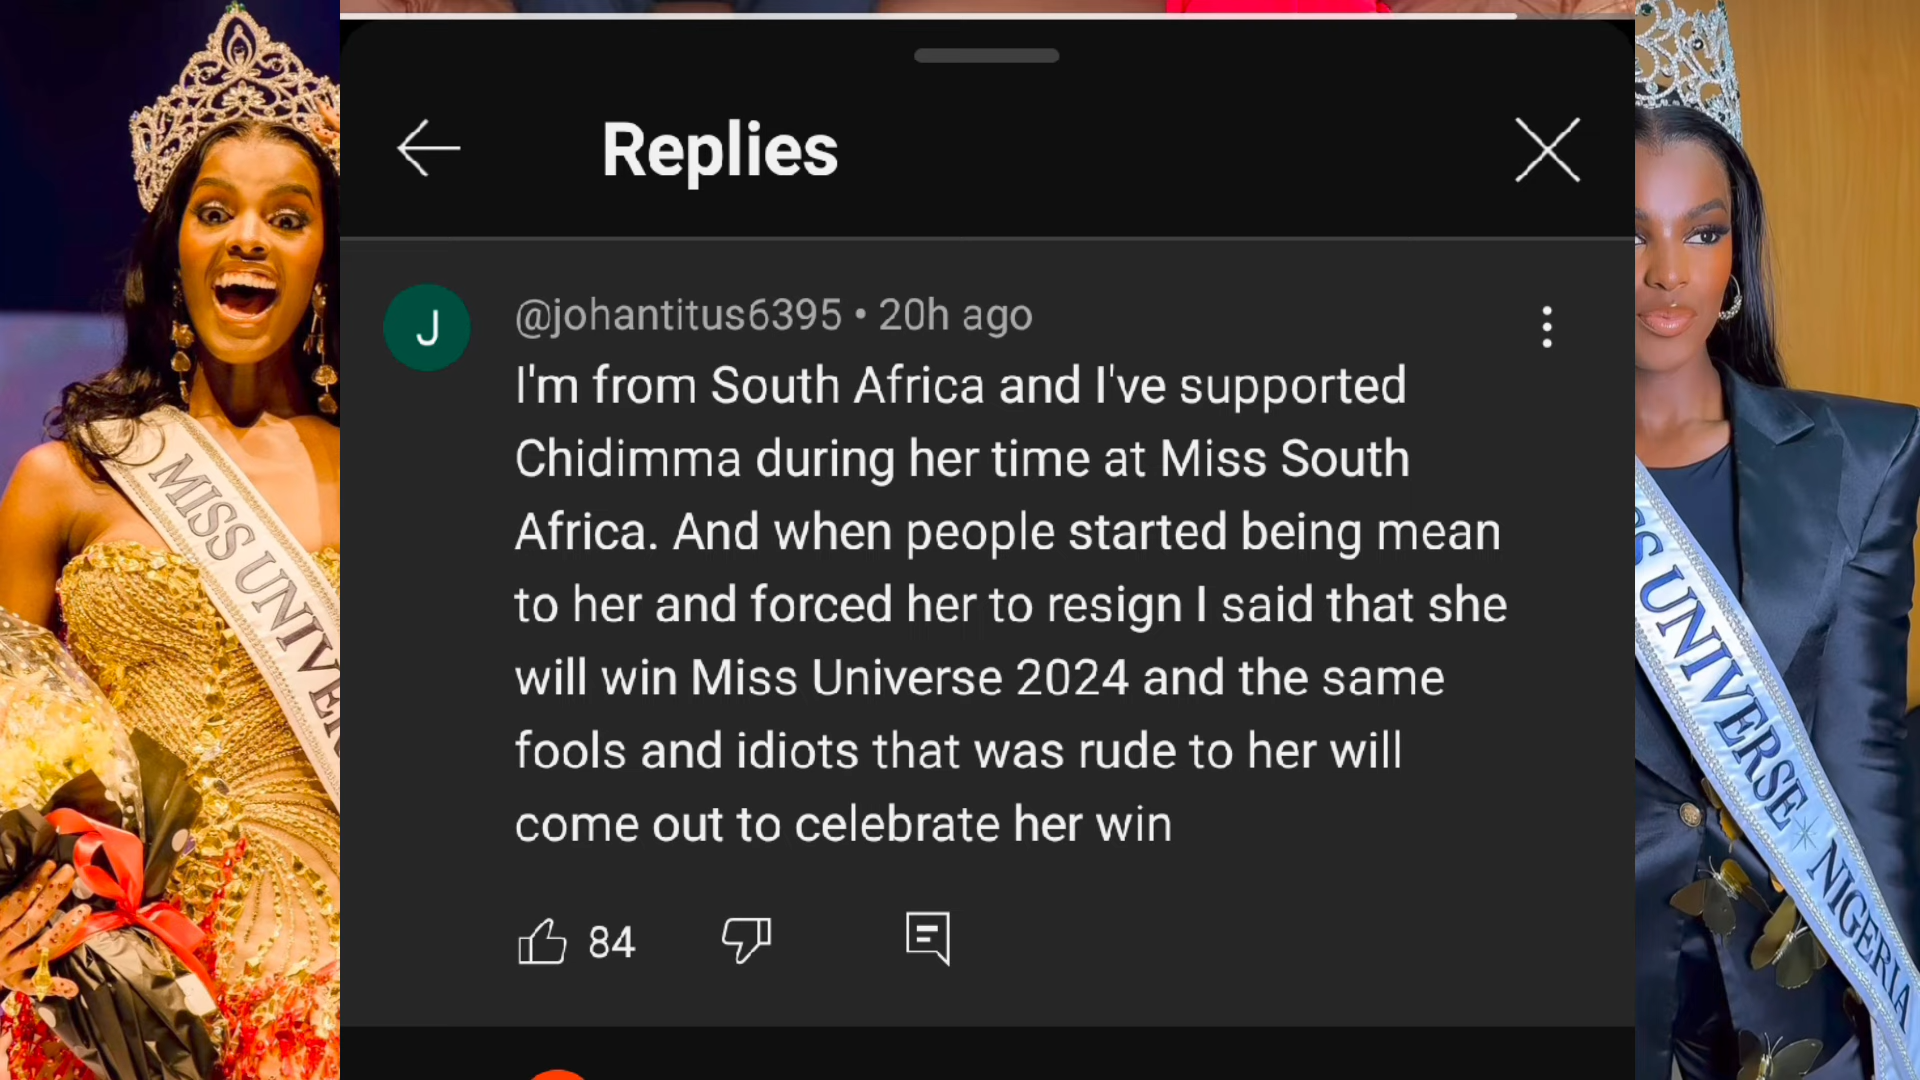 Replies
@johantitus6395 • 20h ago
J
I'm from South Africa and I've supported
Chidimma during her time at Miss South
Africa. And when people started being mean
to her and forced her to resign I said that she
will win Miss Universe 2024 and the same
fools and idiots that was rude to her will
come out to celebrate her win
84
MISS UNIVER
S UNIVERSE NIGERIA